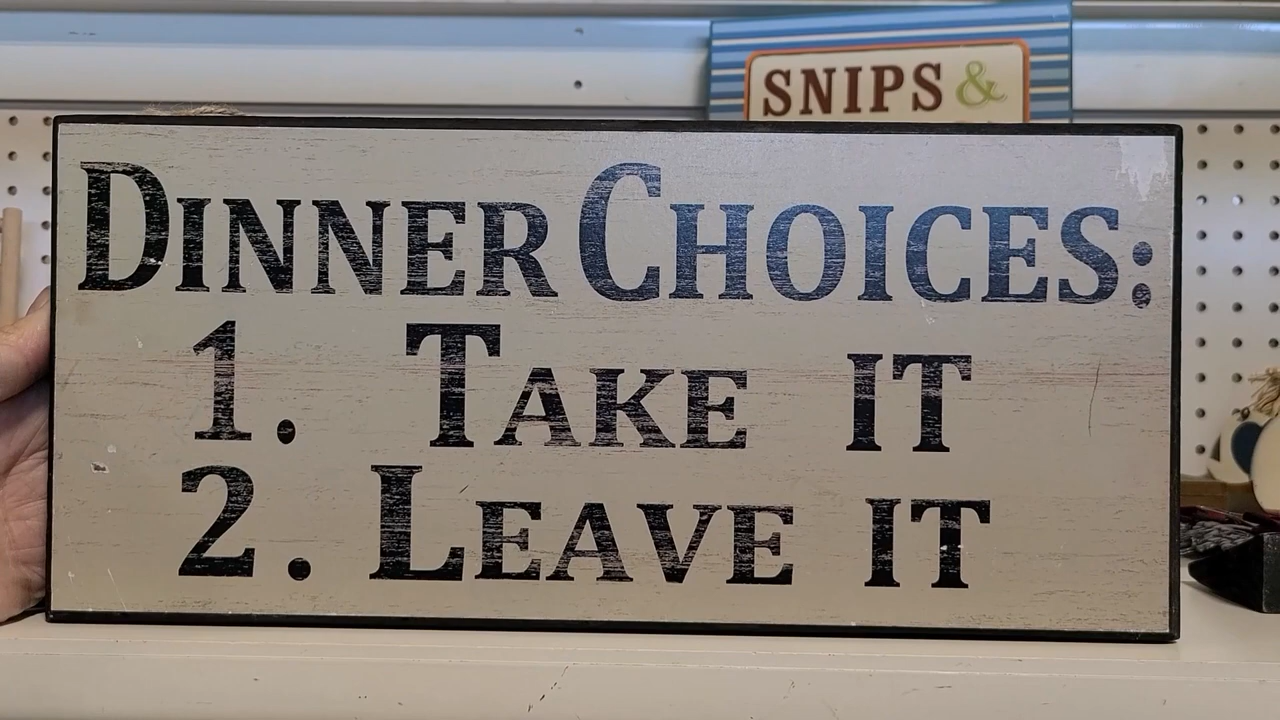 SNIPS &
DINNER CHOICES:
1. TAKE IT
2. LEAVE IT